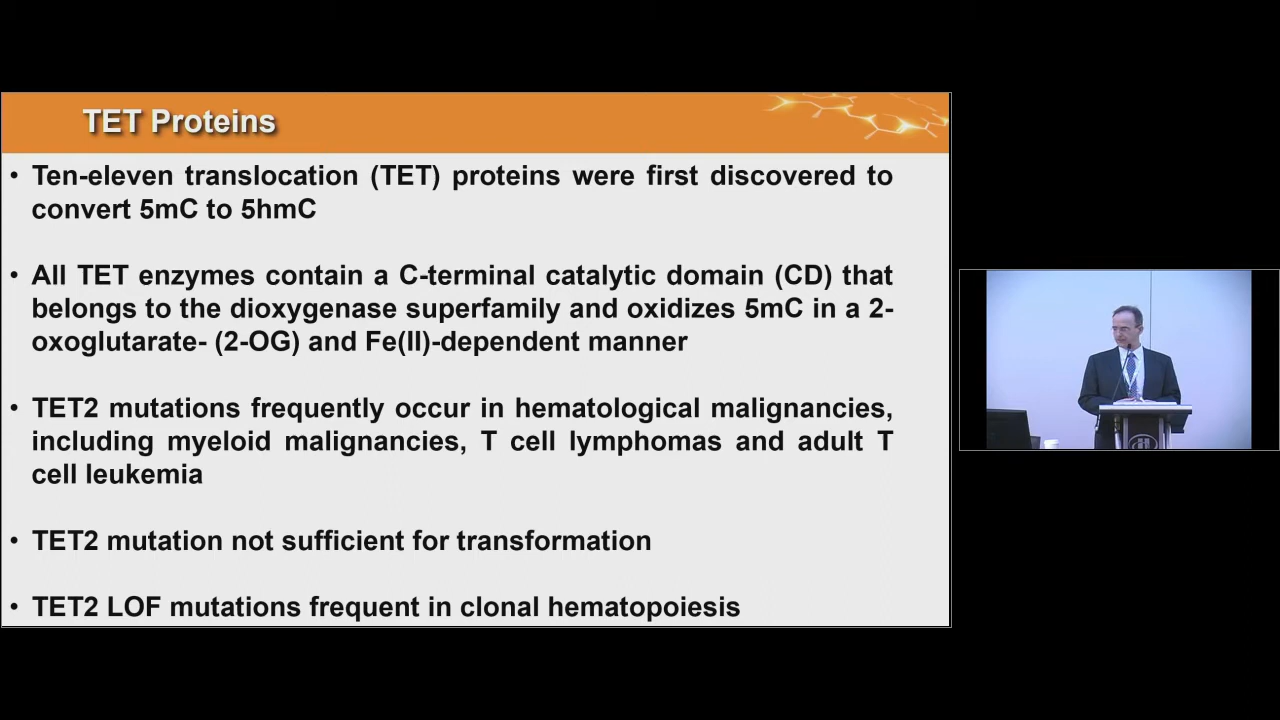 TET Proteins
• Ten-eleven translocation (TET) proteins were first discovered to
convert 5mC to 5hmC
• All TET enzymes contain a C-terminal catalytic domain (CD) that
belongs to the dioxygenase superfamily and oxidizes 5mC in a 2-
oxoglutarate- (2-OG) and Fe(II)-dependent manner
• TET2 mutations frequently occur in hematological malignancies,
including myeloid malignancies, T cell lymphomas and adult T
cell leukemia
• TET2 mutation not sufficient for transformation
• TET2 LOF mutations frequent in clonal hematopoiesis